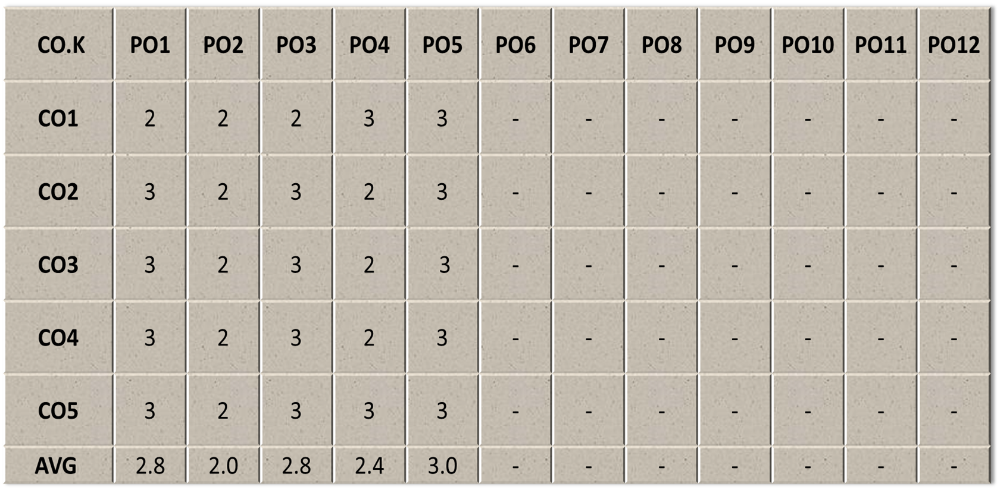 CO.K PO1 PO2 PO3 PO4 PO5 PO6 PO7 PO8 PO9 PO10 PO11 PO12
CO1 2 2 2 3 3 - - - - - - -
CO2 3 2 3 2 3 - - - - - - -
CO3 3 2 3 2 3 - - - - - - -
CO4 3 2 3 2 3 - - - - - - -
CO5 3 2 3 3 3 - - - - - - -
AVG 2.8 2.0 2.8 2.4 3.0 - - - - - - -